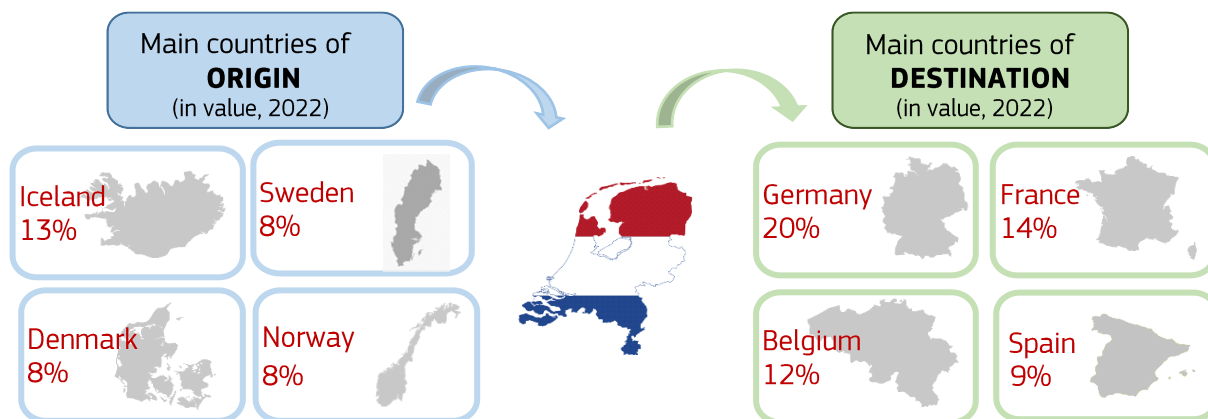 Main countries of
ORIGIN
(in value, 2022)
Main countries of
DESTINATION
(in value, 2022)
Iceland
13%
Sweden
8%
Germany
20%
France
14%
Denmark
8%
Norway
8%
Belgium
12%
Spain
9%